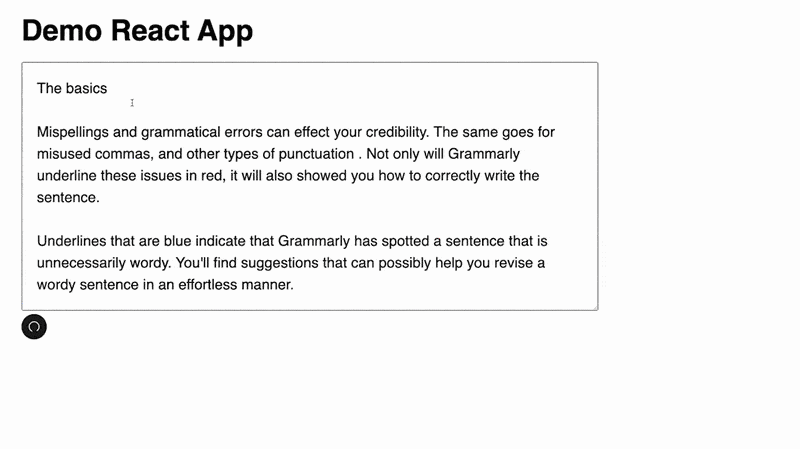 Demo React App
The basics
Mispellings and grammatical errors can effect your credibility. The same goes for
misused commas, and other types of punctuation . Not only will Grammarly
underline these issues in red, it will also showed you how to correctly write the
sentence.
Underlines that are blue indicate that Grammarly has spotted a sentence that is
unnecessarily wordy. You'll find suggestions that can possibly help you revise a
wordy sentence in an effortless manner.